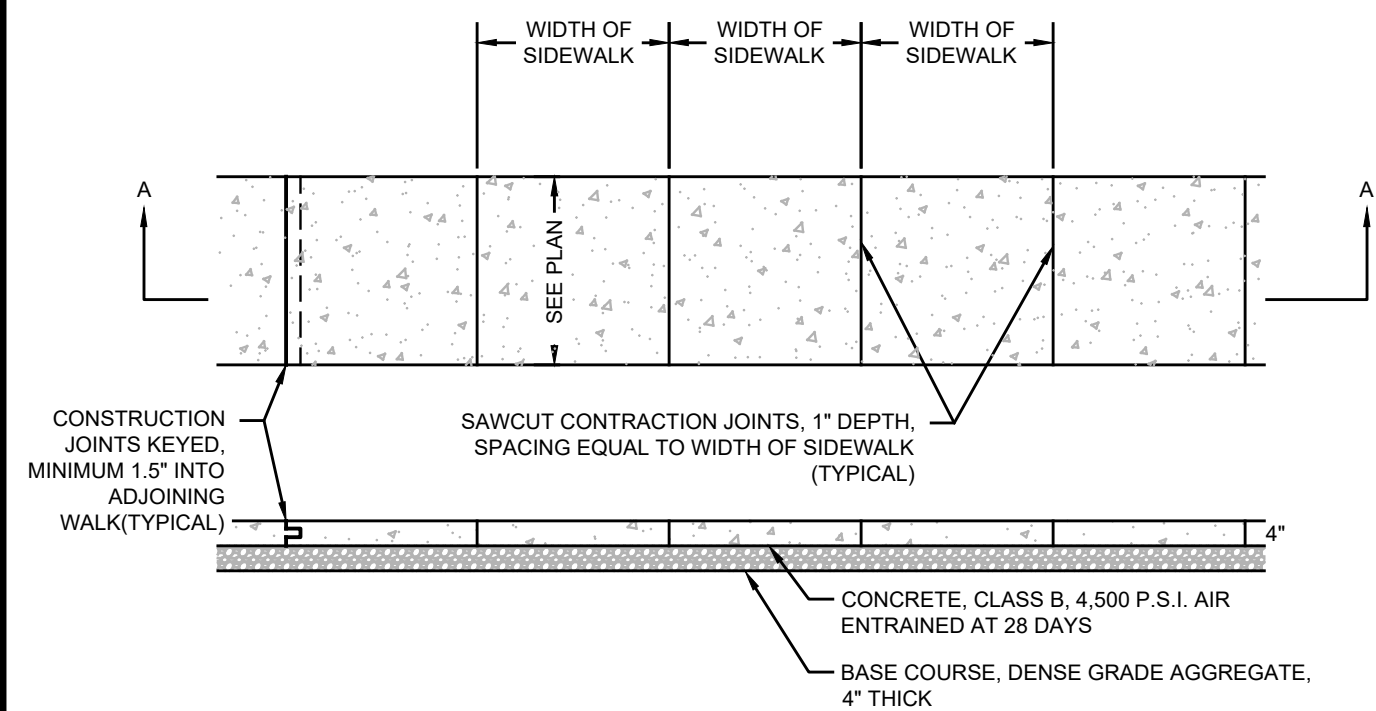 WIDTH OF
SIDEWALK
WIDTH OF
SIDEWALK
WIDTH OF
SIDEWALK
A
A
SEE PLAN
CONSTRUCTION
JOINTS KEYED,
MINIMUM 1.5" INTO
ADJOINING
WALK(TYPICAL)
SAWCUT CONTRACTION JOINTS, 1" DEPTH,
SPACING EQUAL TO WIDTH OF SIDEWALK
(TYPICAL)
4"
CONCRETE, CLASS B, 4,500 P.S.I. AIR
ENTRAINED AT 28 DAYS
BASE COURSE, DENSE GRADE AGGREGATE,
4" THICK